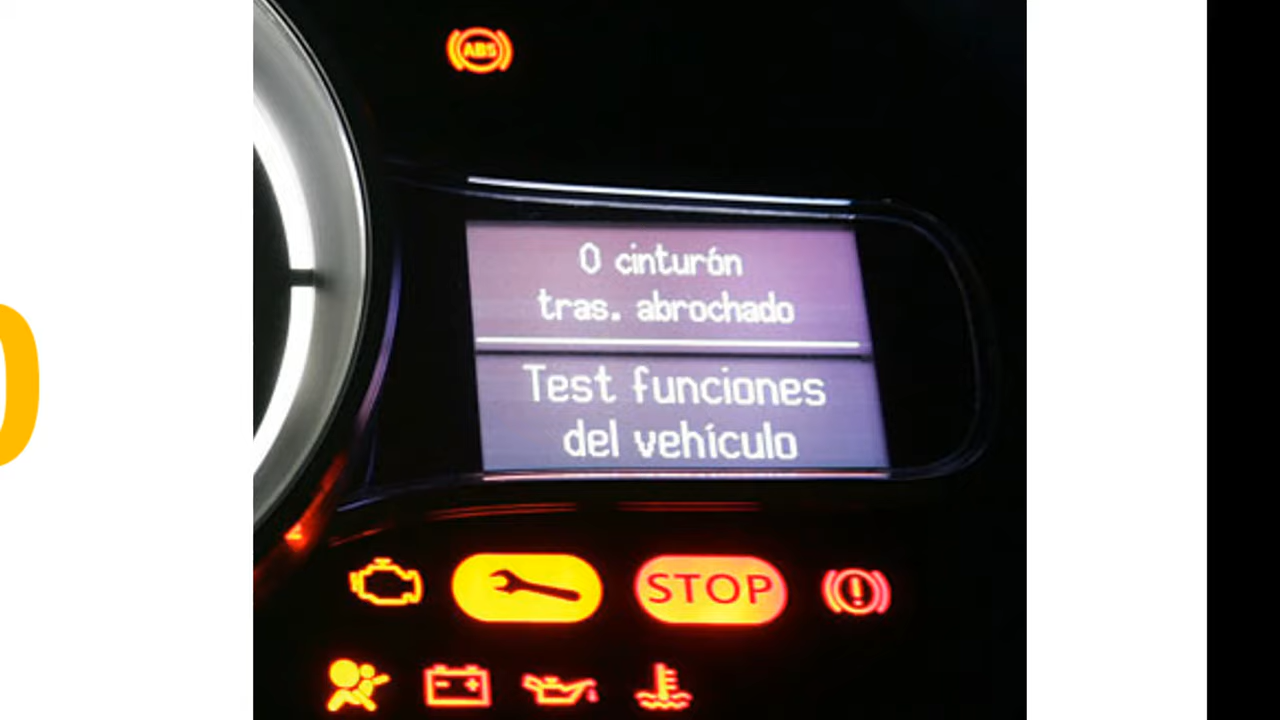 ABS
0 cinturón
tras. abrochado
Test funciones
del vehículo
STOP